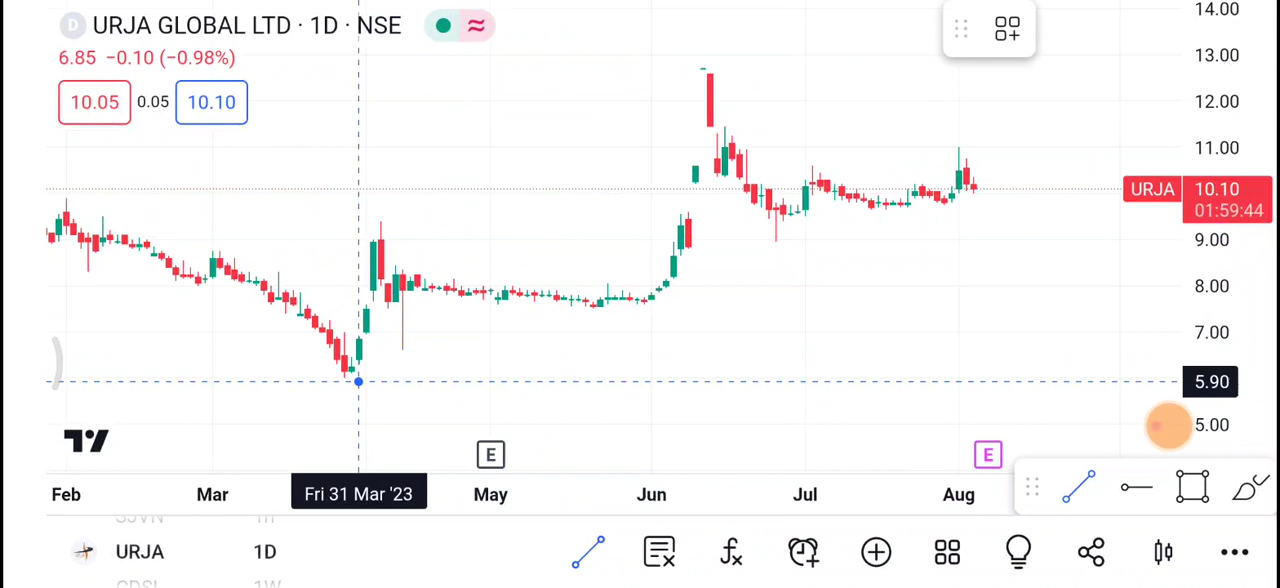 D URJA GLOBAL LTD · 1D · NSE
6.85 −0.10 (−0.98%)
10.05 0.05 10.10
14.00
13.00
12.00
11.00
URJA 10.10
01:59:44
9.00
8.00
7.00
5.90
5.00
E E
Feb Mar Fri 31 Mar '23 May Jun Jul Aug
URJA 1D